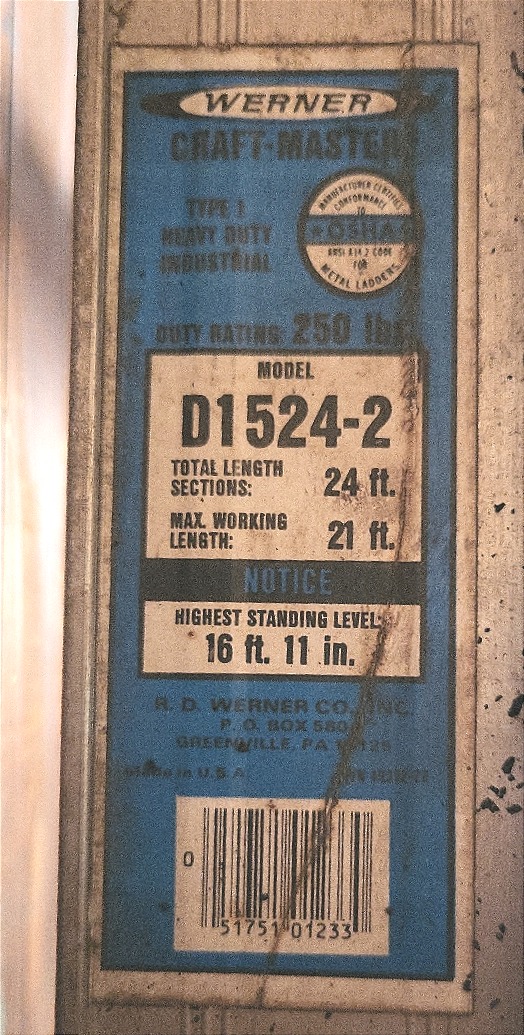 WERNER
CRAFT-MASTER
TYPE I
HEAVY DUTY
INDUSTRIAL
MANUFACTURER CERTIFIES
CONFORMANCE
TO
OSHA
ANSI A14.2 CODE
FOR
METAL LADDERS
DUTY RATING: 250 lbs.
MODEL
D1524-2
TOTAL LENGTH
SECTIONS: 24 ft.
MAX. WORKING
LENGTH: 21 ft.
NOTICE
HIGHEST STANDING LEVEL:
16 ft. 11 in.
R. D. WERNER CO., INC.
P. O. BOX 580
GREENVILLE, PA
Made in U.S.A.
0
51751 01233